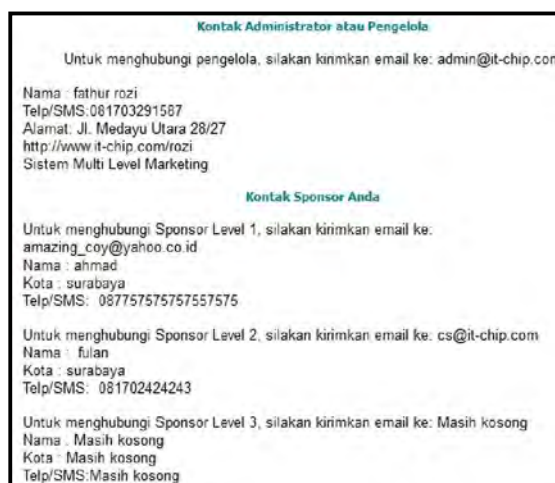 Kontak Administrator atau Pengelola
Untuk menghubungi pengelola, silakan kirimkan email ke: admin@it-chip.com
Nama : fathur rozi
Telp/SMS:081703291587
Alamat: Jl. Medayu Utara 28/27
http://www.it-chip.com/rozi
Sistem Multi Level Marketing
Kontak Sponsor Anda
Untuk menghubungi Sponsor Level 1, silakan kirimkan email ke:
amazing_coy@yahoo.co.id
Nama : ahmad
Kota : surabaya
Telp/SMS: 087757575757557575
Untuk menghubungi Sponsor Level 2, silakan kirimkan email ke: cs@it-chip.com
Nama : fulan
Kota : surabaya
Telp/SMS: 081702424243
Untuk menghubungi Sponsor Level 3, silakan kirimkan email ke: Masih kosong
Nama : Masih kosong
Kota : Masih kosong
Telp/SMS:Masih kosong